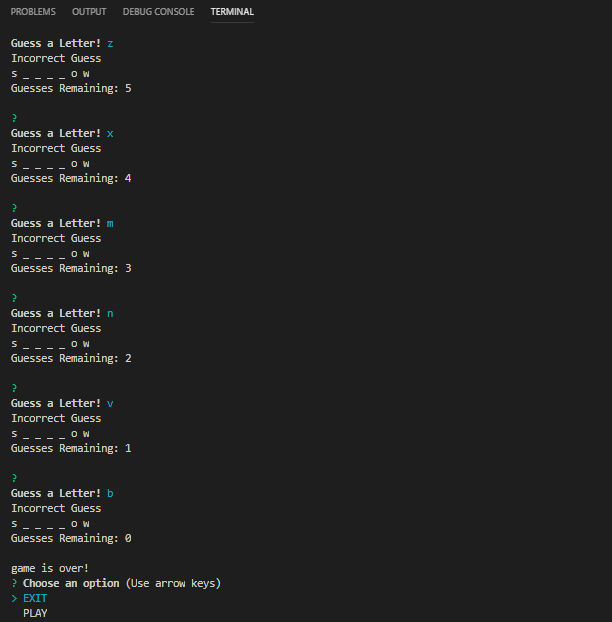 PROBLEMS OUTPUT DEBUG CONSOLE TERMINAL
Guess a Letter! z
Incorrect Guess
s _ _ _ _ o w
Guesses Remaining: 5
?
Guess a Letter! x
Incorrect Guess
s _ _ _ _ o w
Guesses Remaining: 4
?
Guess a Letter! m
Incorrect Guess
s _ _ _ _ o w
Guesses Remaining: 3
?
Guess a Letter! n
Incorrect Guess
s _ _ _ _ o w
Guesses Remaining: 2
?
Guess a Letter! v
Incorrect Guess
s _ _ _ _ o w
Guesses Remaining: 1
?
Guess a Letter! b
Incorrect Guess
s _ _ _ _ o w
Guesses Remaining: 0
game is over!
? Choose an option (Use arrow keys)
> EXIT
PLAY